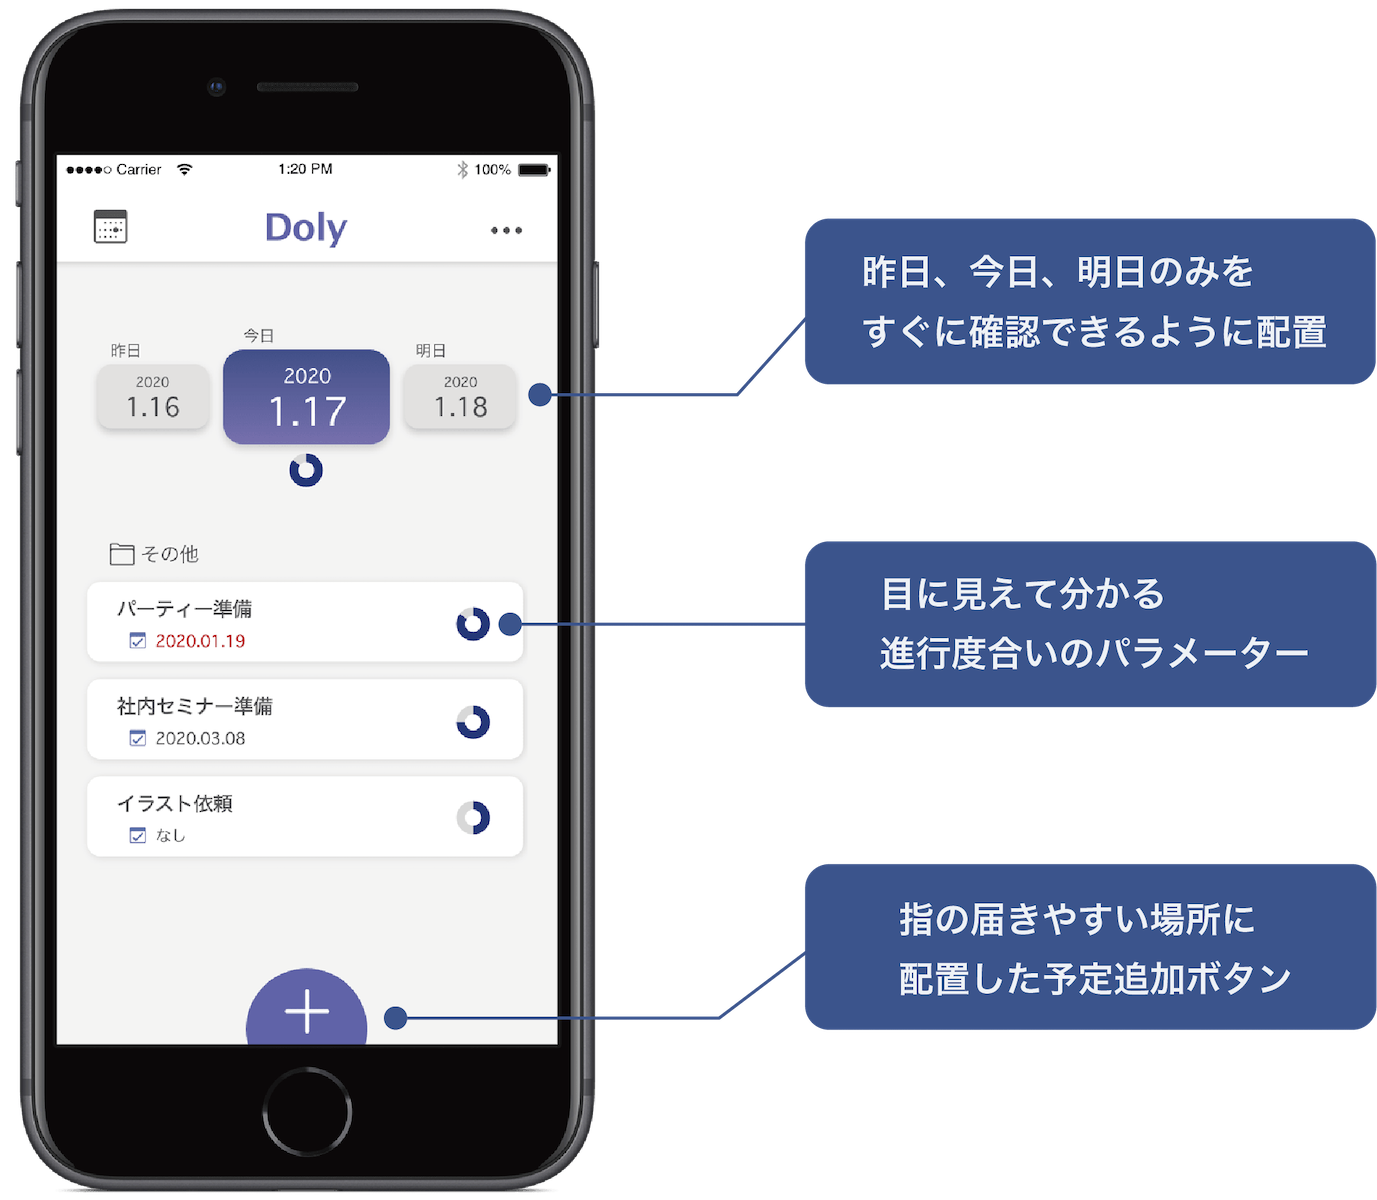 Carrier 1:20 PM 100%
Doly
昨日 今日 明日
2020 2020 2020
1.16 1.17 1.18
その他
パーティー準備
2020.01.19
社内セミナー準備
2020.03.08
イラスト依頼
なし
昨日、今日、明日のみを
すぐに確認できるように配置
目に見えて分かる
進行度合いのパラメーター
指の届きやすい場所に
配置した予定追加ボタン